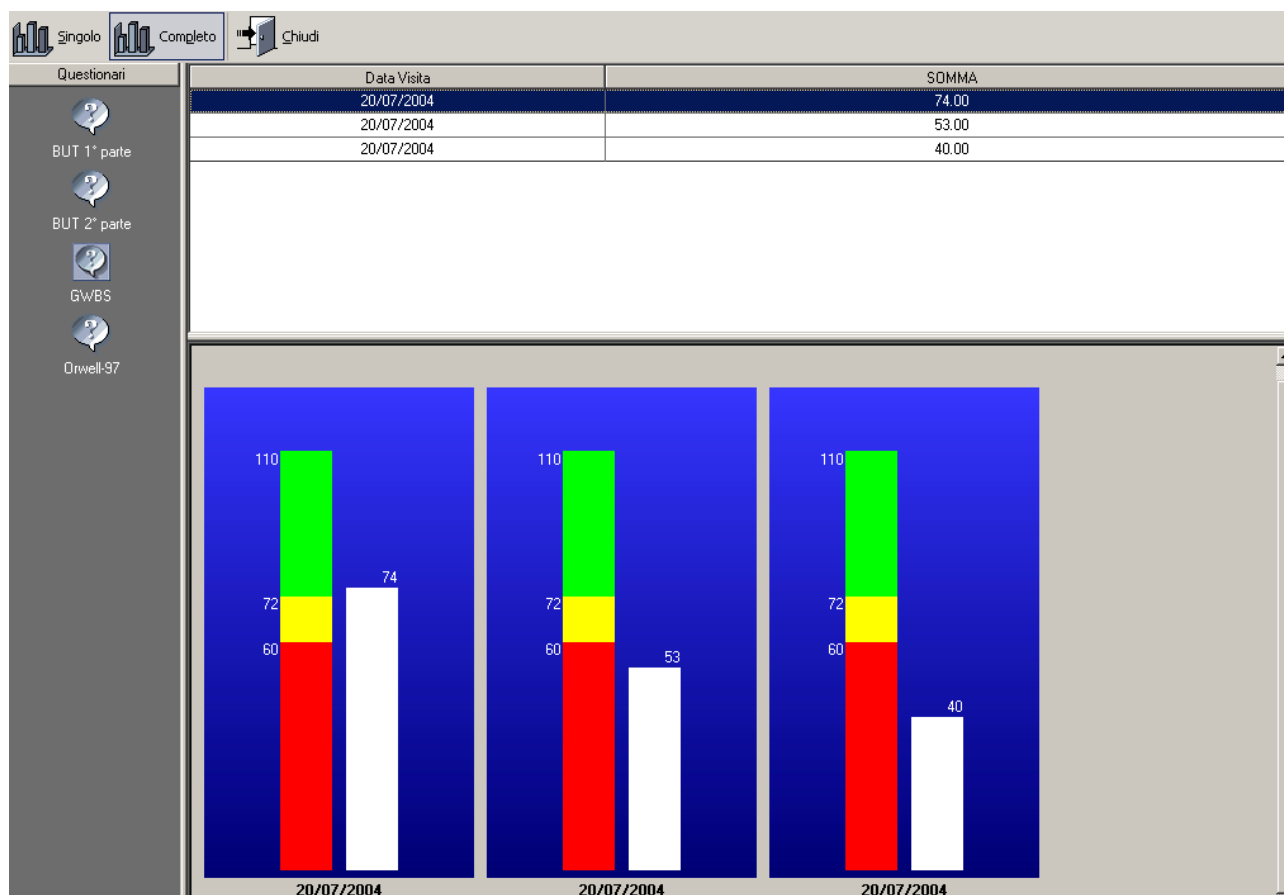 Singolo Completo Chiudi
Questionari
BUT 1° parte
BUT 2° parte
GWBS
Orwell-97
Data Visita SOMMA
20/07/2004 74.00
20/07/2004 53.00
20/07/2004 40.00
110 110 110
74
72 72 72
60 60 60
53
40
20/07/2004 20/07/2004 20/07/2004